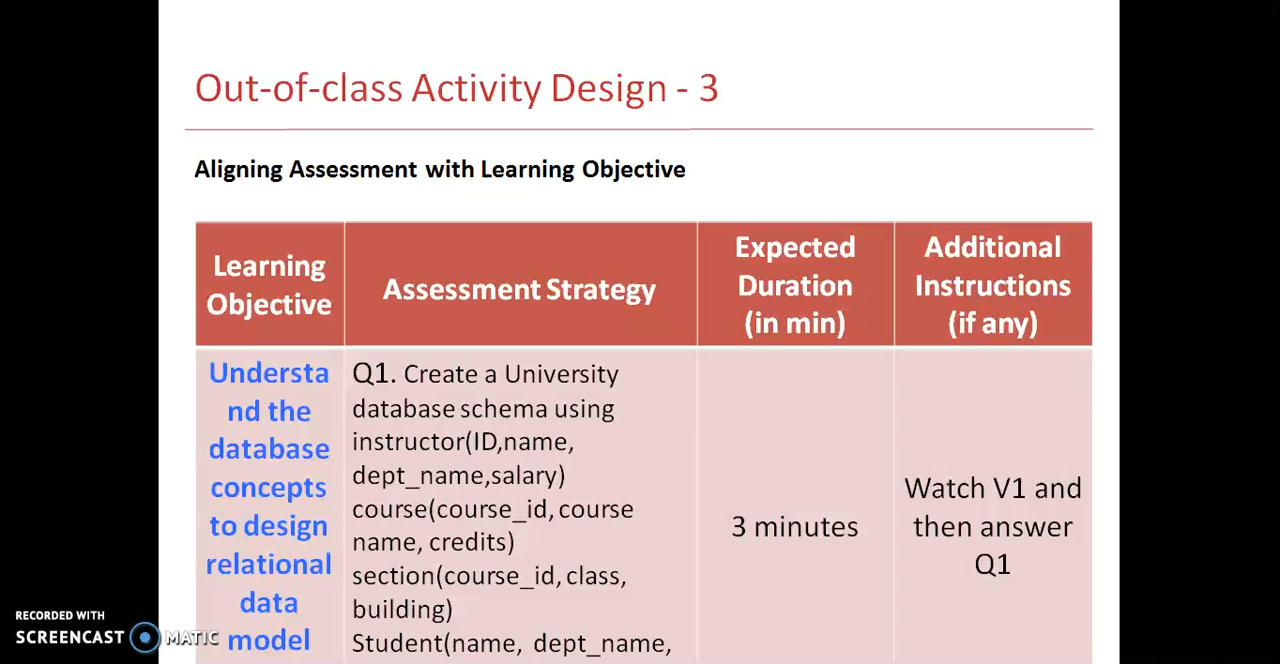 Out-of-class Activity Design - 3
Aligning Assessment with Learning Objective
Learning
Objective
Assessment Strategy
Expected
Duration
(in min)
Additional
Instructions
(if any)
Understa
nd the
database
concepts
to design
relational
data
model
Q1. Create a University
database schema using
instructor(ID,name,
dept_name,salary)
course(course_id,course
name, credits)
section(course_id,class,
building)
Student(name, dept_name,
3 minutes
Watch V1 and
then answer
Q1
RECORDED WITH
SCREENCAST MATIC